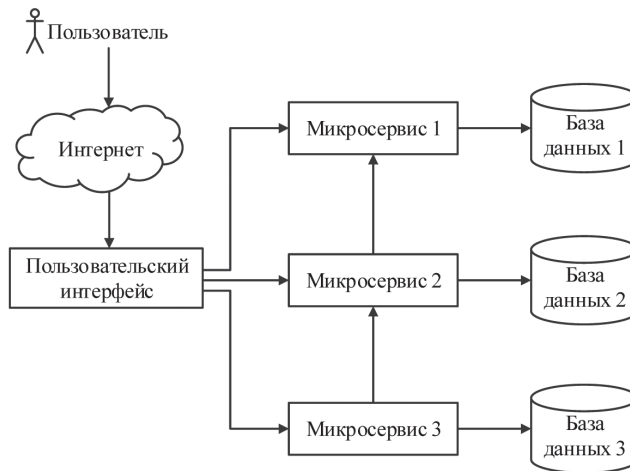 Пользователь
Интернет
Пользовательский
интерфейс
Микросервис 1
База
данных 1
Микросервис 2
База
данных 2
Микросервис 3
База
данных 3